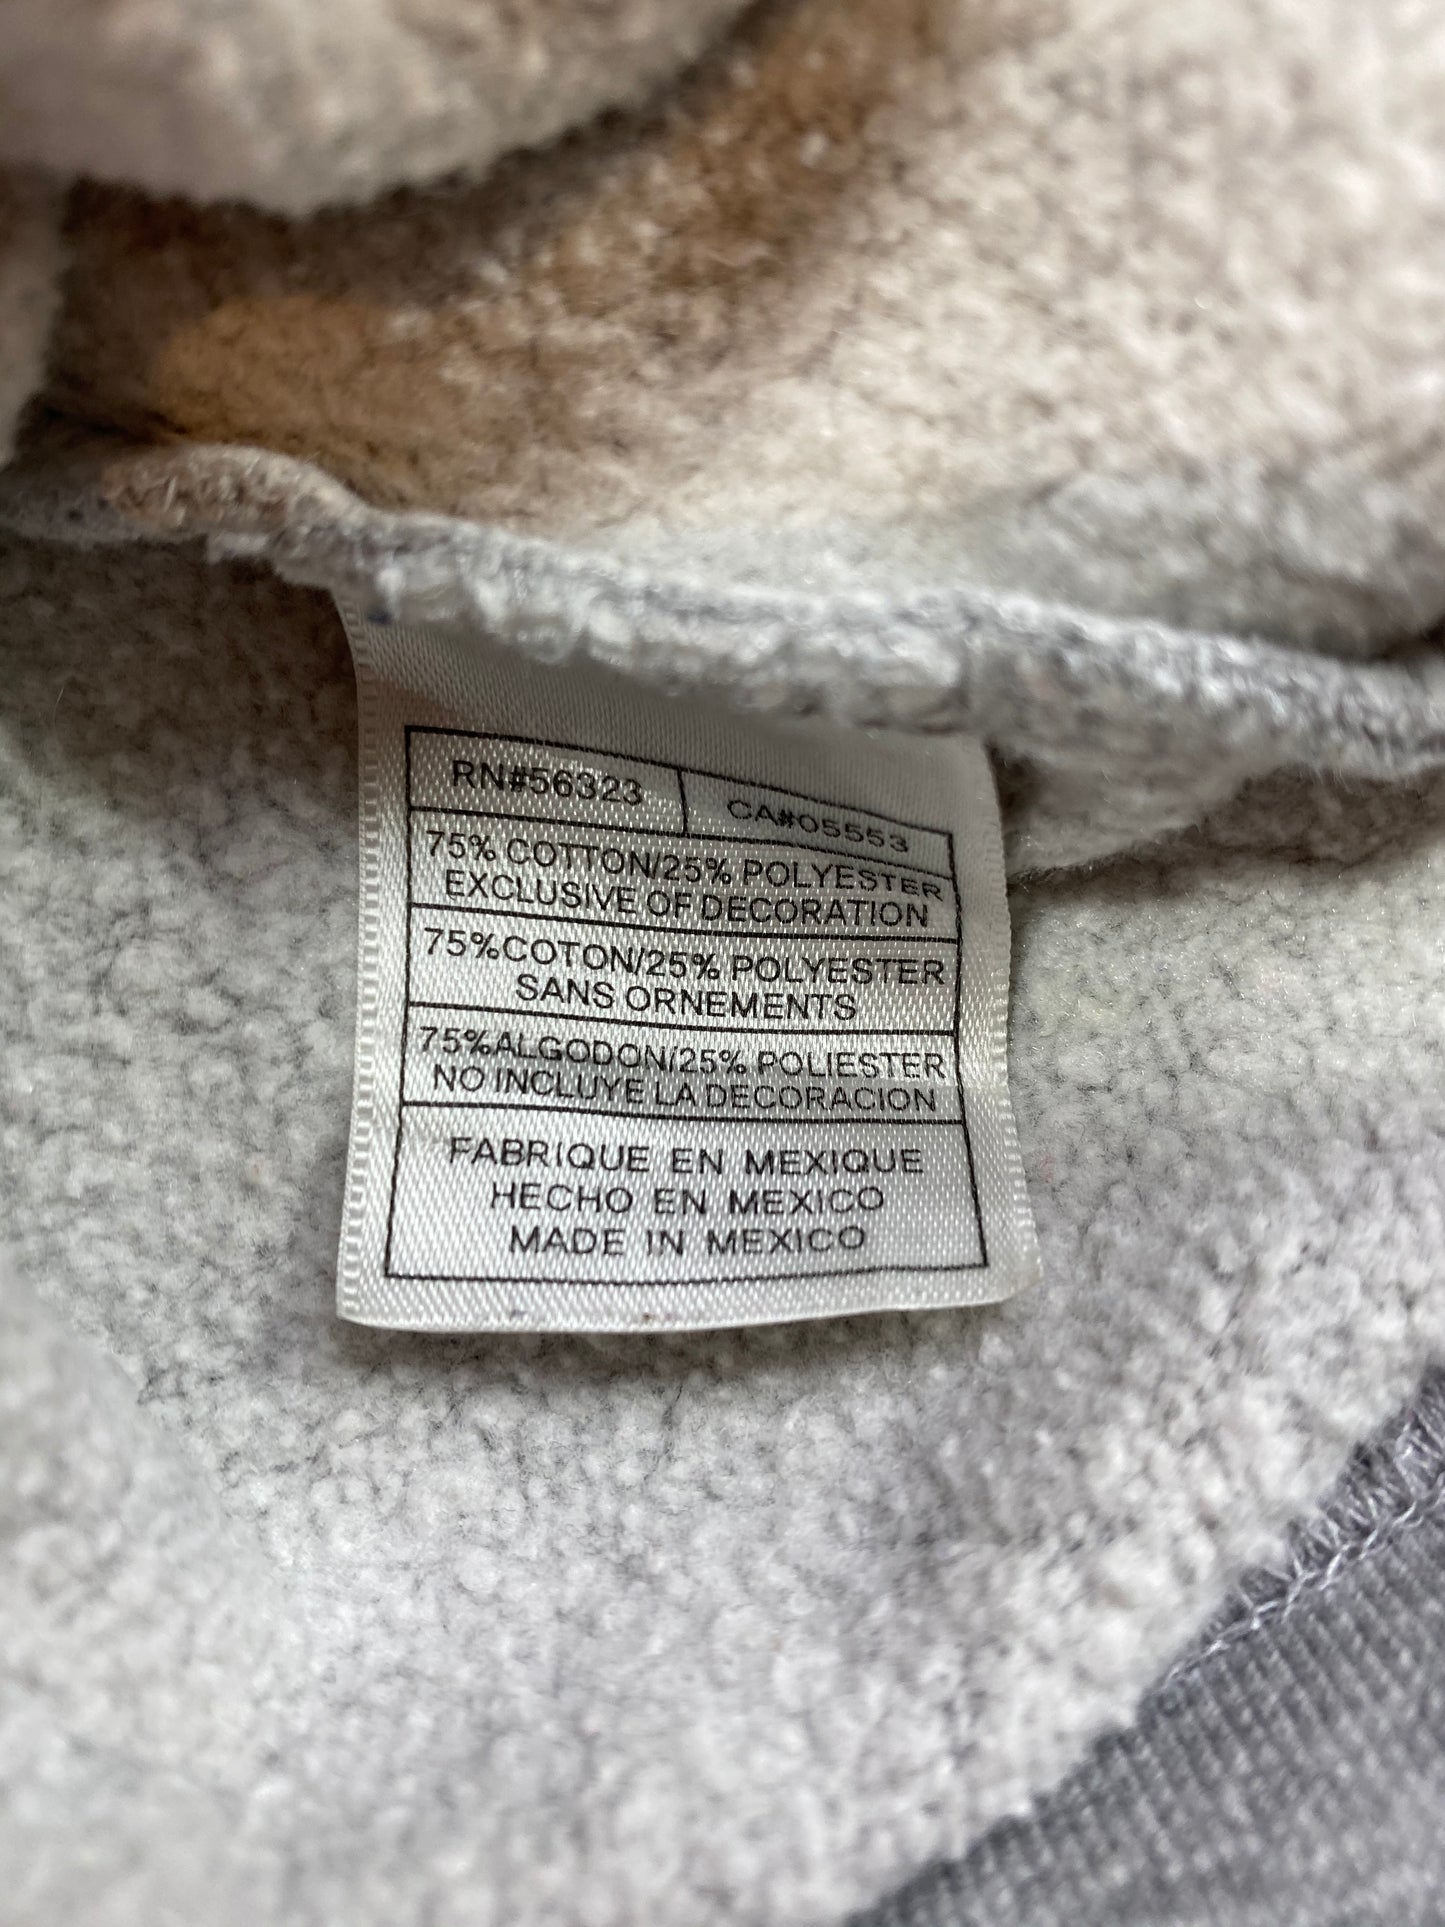 RN#56323 CA#05553
75% COTTON/25% POLYESTER
EXCLUSIVE OF DECORATION
75%COTON/25% POLYESTER
SANS ORNEMENTS
75%ALGODON/25% POLIESTER
NO INCLUYE LA DECORACION
FABRIQUE EN MEXIQUE
HECHO EN MEXICO
MADE IN MEXICO